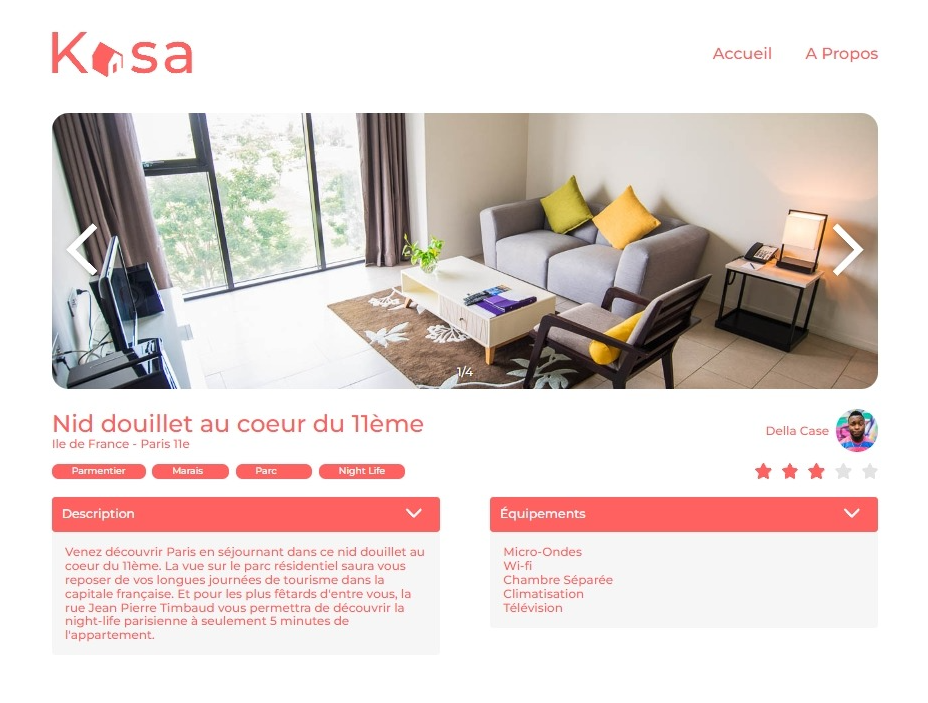 Kasa
Accueil A Propos
1/4
Nid douillet au coeur du 11ème
Ile de France - Paris 11e
Della Case
Parmentier Marais Parc Night Life
Description
Venez découvrir Paris en séjournant dans ce nid douillet au
coeur du 11ème. La vue sur le parc résidentiel saura vous
reposer de vos longues journées de tourisme dans la
capitale française. Et pour les plus fêtards d'entre vous, la
rue Jean Pierre Timbaud vous permettra de découvrir la
night-life parisienne à seulement 5 minutes de
l'appartement.
Équipements
Micro-Ondes
Wi-fi
Chambre Séparée
Climatisation
Télévision